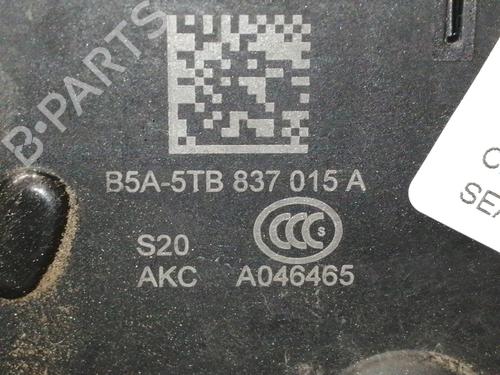 B-PARTS
B5A-5TB 837 015 A
CCC S
S20
AKC A046465